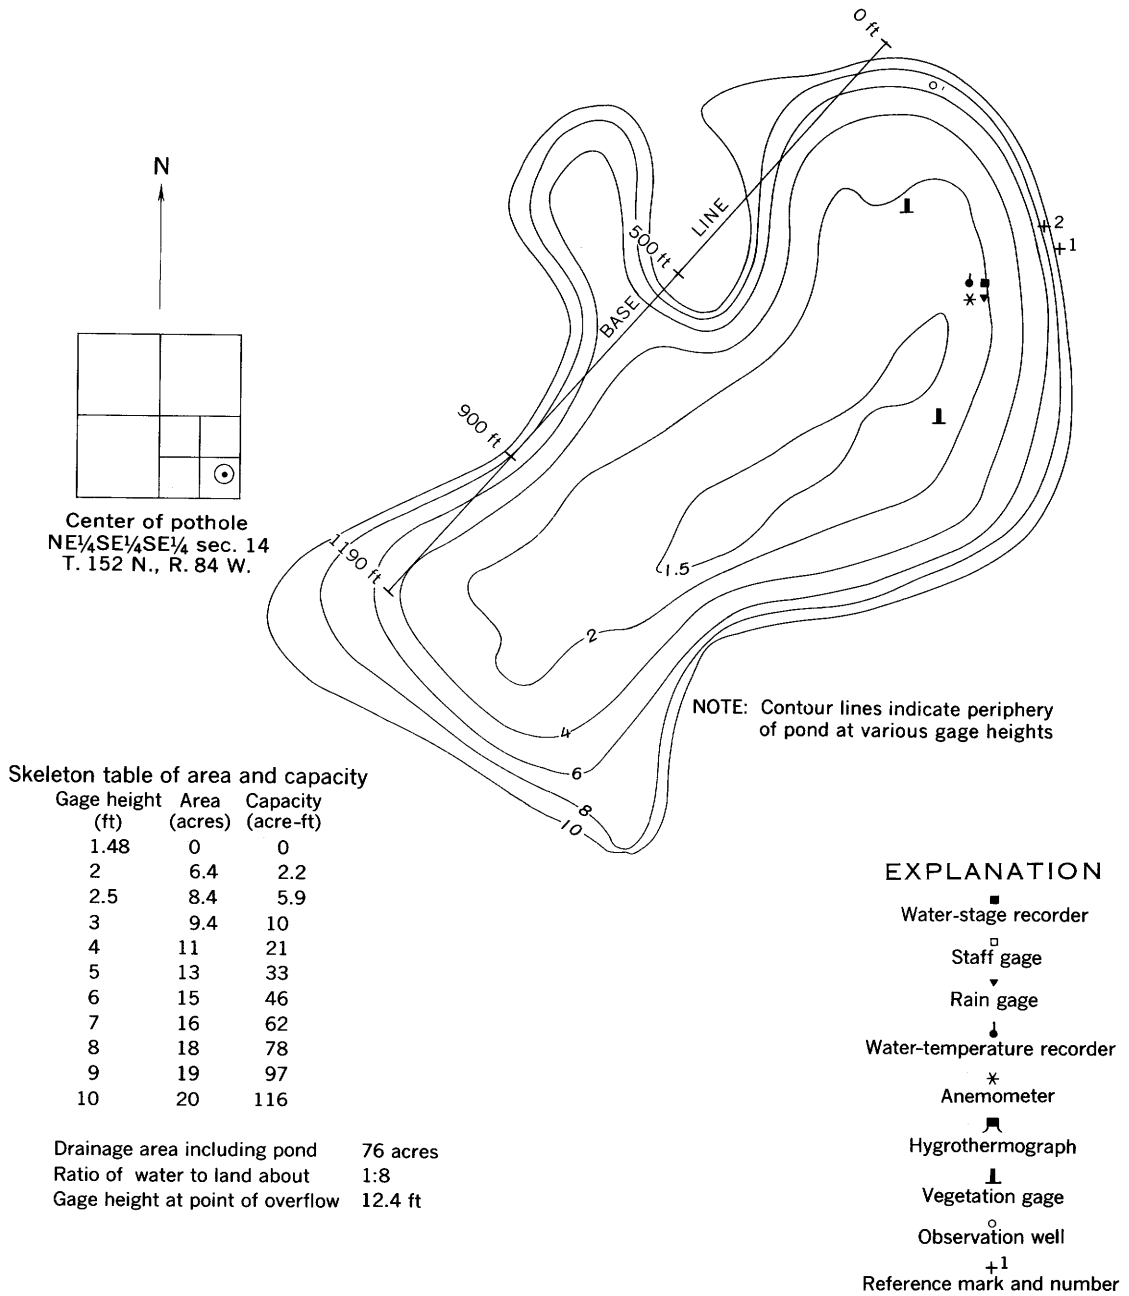 0 ft
N
2
1
LINE
500 ft
BASE
900 ft
Center of pothole
NE¼SE¼SE¼ sec. 14
T. 152 N., R. 84 W.
1190 ft
1.5
2
4
6
8
10
NOTE: Contour lines indicate periphery
of pond at various gage heights
Skeleton table of area and capacity
Gage height Area Capacity
(ft) (acres) (acre-ft)
1.48 0 0
2 6.4 2.2
2.5 8.4 5.9
3 9.4 10
4 11 21
5 13 33
6 15 46
7 16 62
8 18 78
9 19 97
10 20 116
Drainage area including pond 76 acres
Ratio of water to land about 1:8
Gage height at point of overflow 12.4 ft
EXPLANATION
Water-stage recorder
Staff gage
Rain gage
Water-temperature recorder
Anemometer
Hygrothermograph
Vegetation gage
Observation well
+1
Reference mark and number